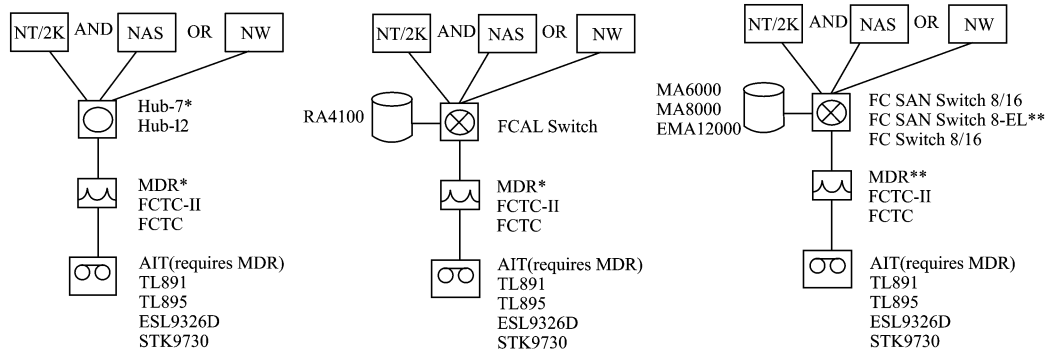 NT/2K AND NAS OR NW
Hub-7*
Hub-12
MDR*
FCTC-II
FCTC
AIT(requires MDR)
TL891
TL895
ESL9326D
STK9730
NT/2K AND NAS OR NW
RA4100
FCAL Switch
MDR*
FCTC-II
FCTC
AIT(requires MDR)
TL891
TL895
ESL9326D
STK9730
NT/2K AND NAS OR NW
MA6000
MA8000
EMA12000
FC SAN Switch 8/16
FC SAN Switch 8-EL**
FC Switch 8/16
MDR**
FCTC-II
FCTC
AIT(requires MDR)
TL891
TL895
ESL9326D
STK9730